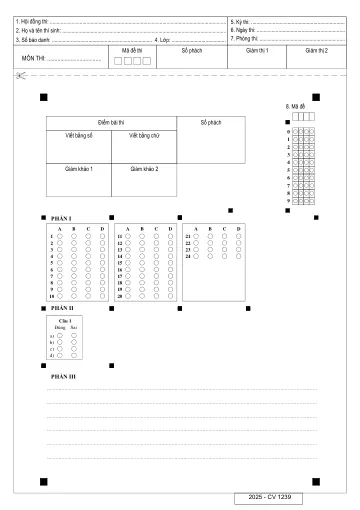 1. Hội đồng thi: ....................................................................................
5. Kỳ thi: ................................................
2. Họ và tên thí sinh: ............................................................................
6. Ngày thi: ............................................
3. Số báo danh: ............................................................ 4. Lớp: ....................
7. Phòng thi: ..........................................
MÔN THI: ..............................
Mã đề thi
Số phách
Giám thị 1
Giám thị 2
8. Mã đề
Điểm bài thi
Số phách
Viết bằng số
Viết bằng chữ
0
1
2
3
4
5
6
7
8
9
Giám khảo 1
Giám khảo 2
PHẦN I
A B C D
1
2
3
4
5
6
7
8
9
10
A B C D
11
12
13
14
15
16
17
18
19
20
A B C D
21
22
23
24
PHẦN II
Câu 1
Đúng Sai
a)
b)
c)
d)
PHẦN III
2025 - CV 1239